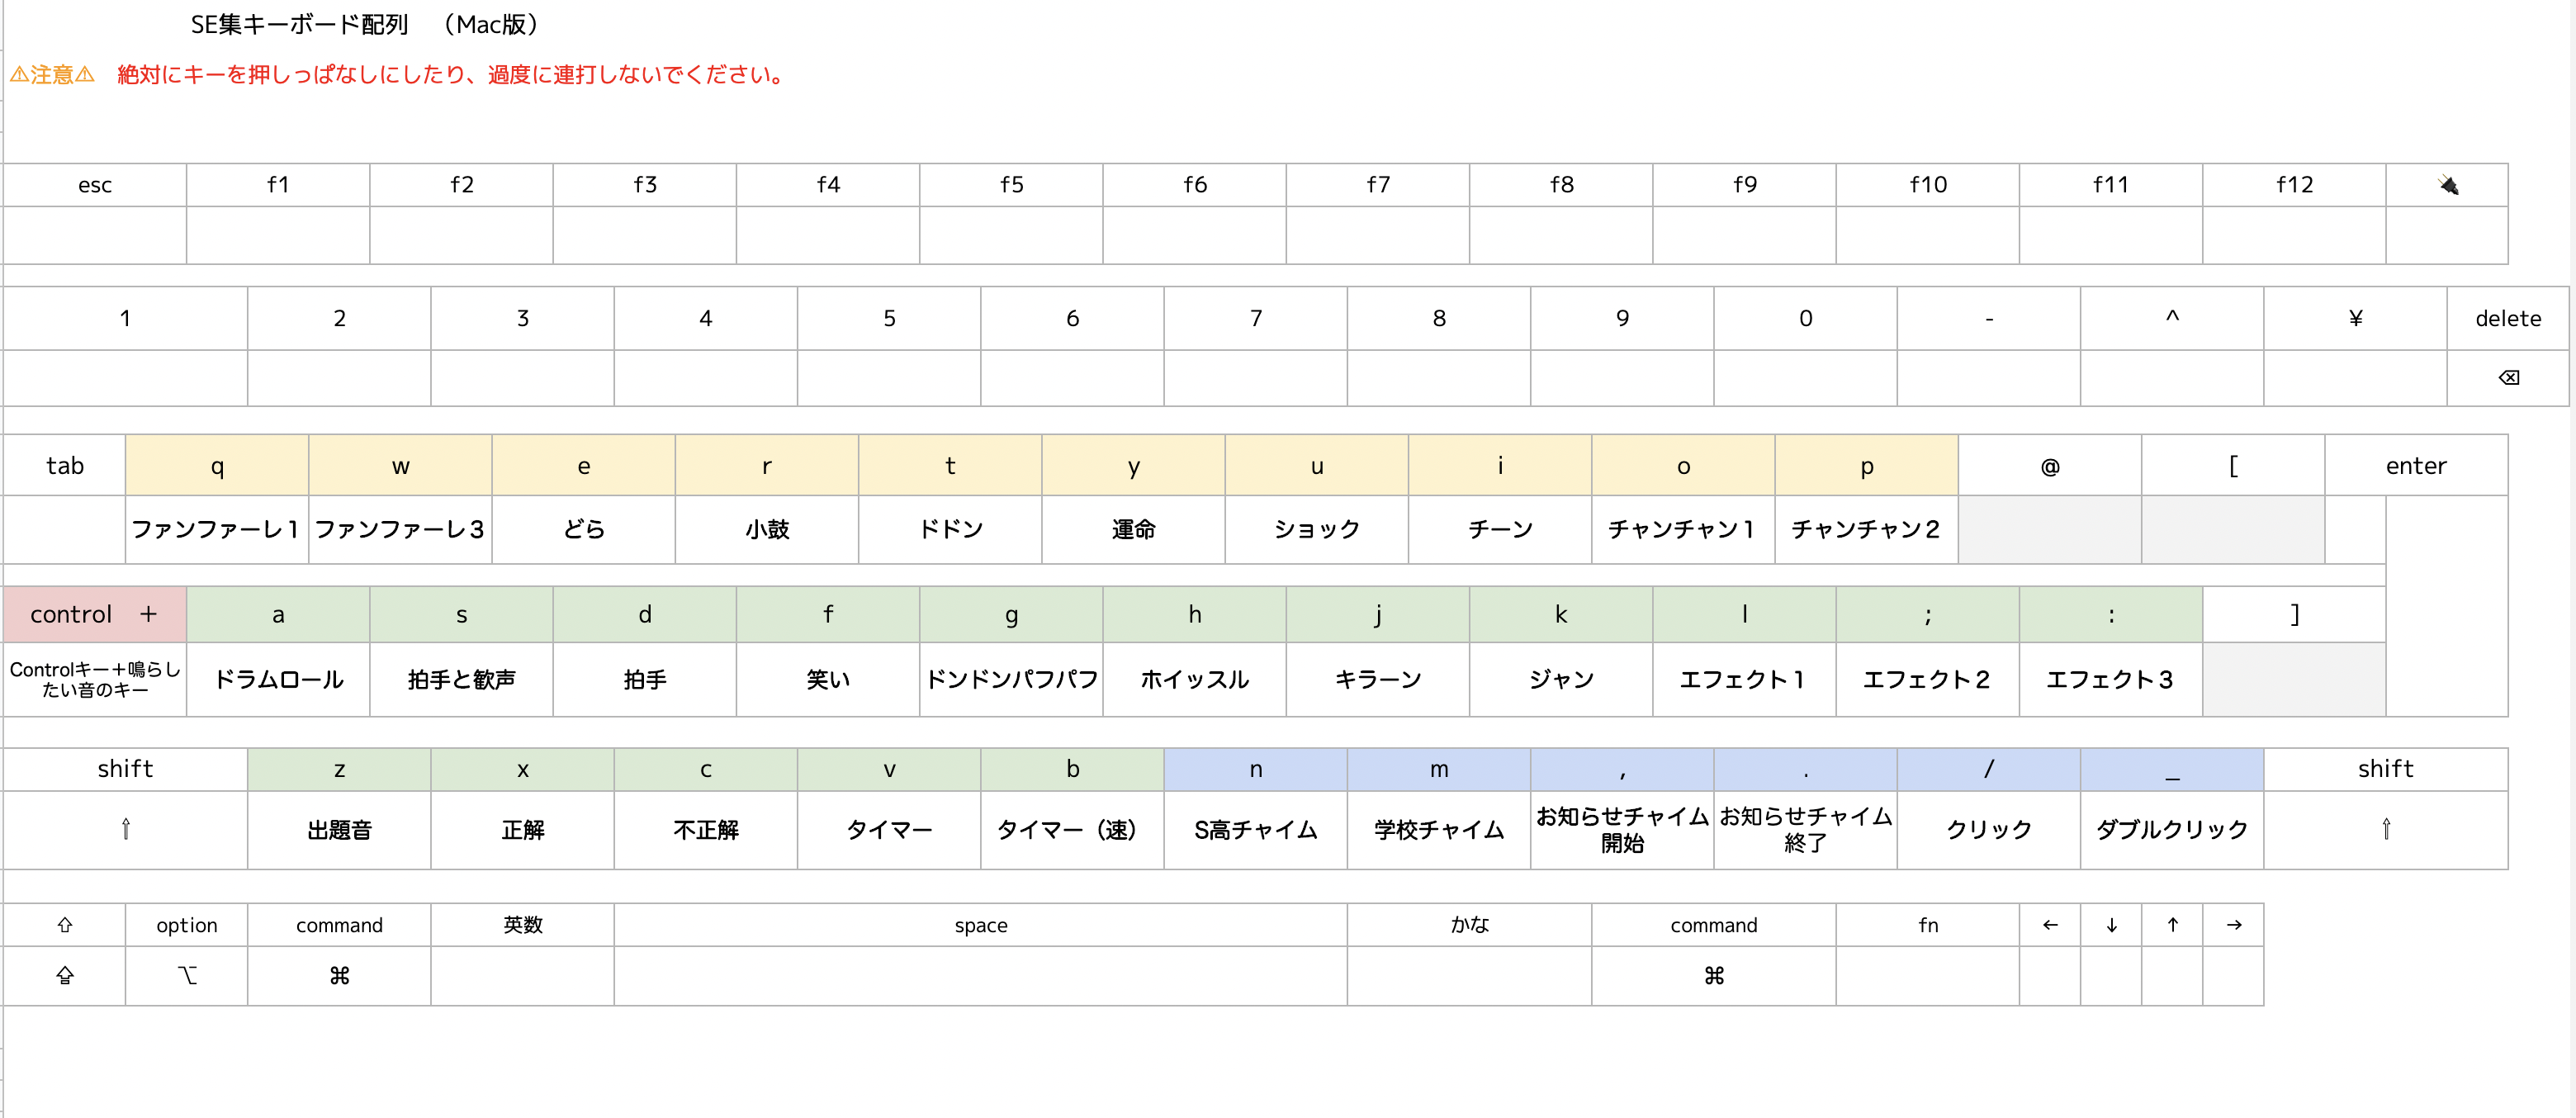 SE集キーボード配列　（Mac版）
⚠注意⚠　絶対にキーを押しっぱなしにしたり、過度に連打しないでください。
esc f1 f2 f3 f4 f5 f6 f7 f8 f9 f10 f11 f12 🔌
1 2 3 4 5 6 7 8 9 0 - ^ ¥ delete
⌫
tab q w e r t y u i o p @ [ enter
ファンファーレ１ ファンファーレ３ どら 小鼓 ドドン 運命 ショック チーン チャンチャン１ チャンチャン２
control　+ a s d f g h j k l ; : ]
Controlキー＋鳴らし
たい音のキー
ドラムロール 拍手と歓声 拍手 笑い ドンドンパフパフ ホイッスル キラーン ジャン エフェクト１ エフェクト２ エフェクト３
shift z x c v b n m , . / _ shift
⇧ 出題音 正解 不正解 タイマー タイマー（速） S高チャイム 学校チャイム
お知らせチャイム
開始
お知らせチャイム
終了
クリック ダブルクリック ⇧
⇧ option command 英数 space かな command fn ← ↓ ↑ →
⇪ ⌥ ⌘ ⌘